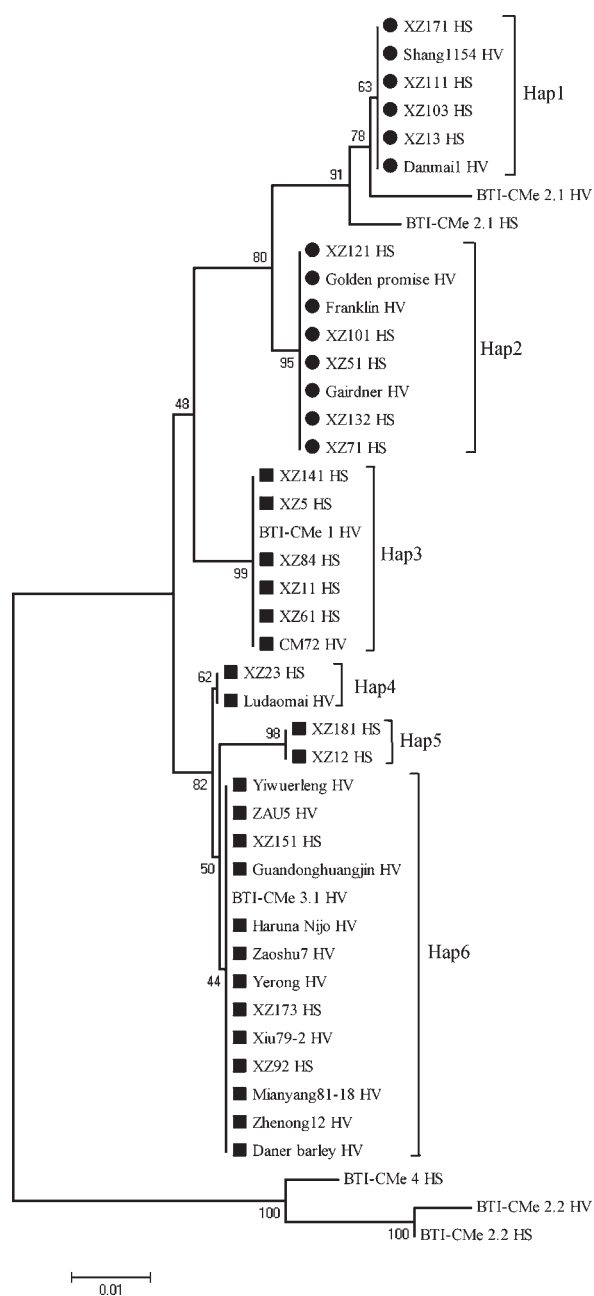 XZ171 HS
Shang1154 HV
63
XZ111 HS
Hap1
XZ103 HS
78
XZ13 HS
Danmai1 HV
91
BTI-CMe 2.1 HV
BTI-CMe 2.1 HS
XZ121 HS
80
Golden promise HV
Franklin HV
XZ101 HS
Hap2
95
XZ51 HS
Gairdner HV
48
XZ132 HS
XZ71 HS
XZ141 HS
XZ5 HS
BTI-CMe 1 HV
Hap3
XZ84 HS
99
XZ11 HS
XZ61 HS
CM72 HV
62
XZ23 HS
Hap4
Ludaomai HV
98
XZ181 HS
Hap5
XZ12 HS
82
Yiwuerleng HV
ZAU5 HV
XZ151 HS
50
Guandonghuangjin HV
BTI-CMe 3.1 HV
Haruna Nijo HV
Zaoshu7 HV
Hap6
44
Yerong HV
XZ173 HS
Xiu79-2 HV
XZ92 HS
Mianyang81-18 HV
Zhenong12 HV
Daner barley HV
BTI-CMe 4 HS
100
BTI-CMe 2.2 HV
100
BTI-CMe 2.2 HS
0.01